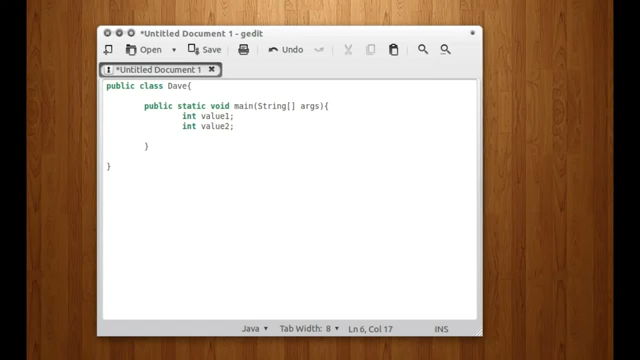 *Untitled Document 1 - gedit
Open Save Undo
*Untitled Document 1
public class Dave{
public static void main(String[] args){
int value1;
int value2;
}
}
Java Tab Width: 8 Ln 6, Col 17 INS